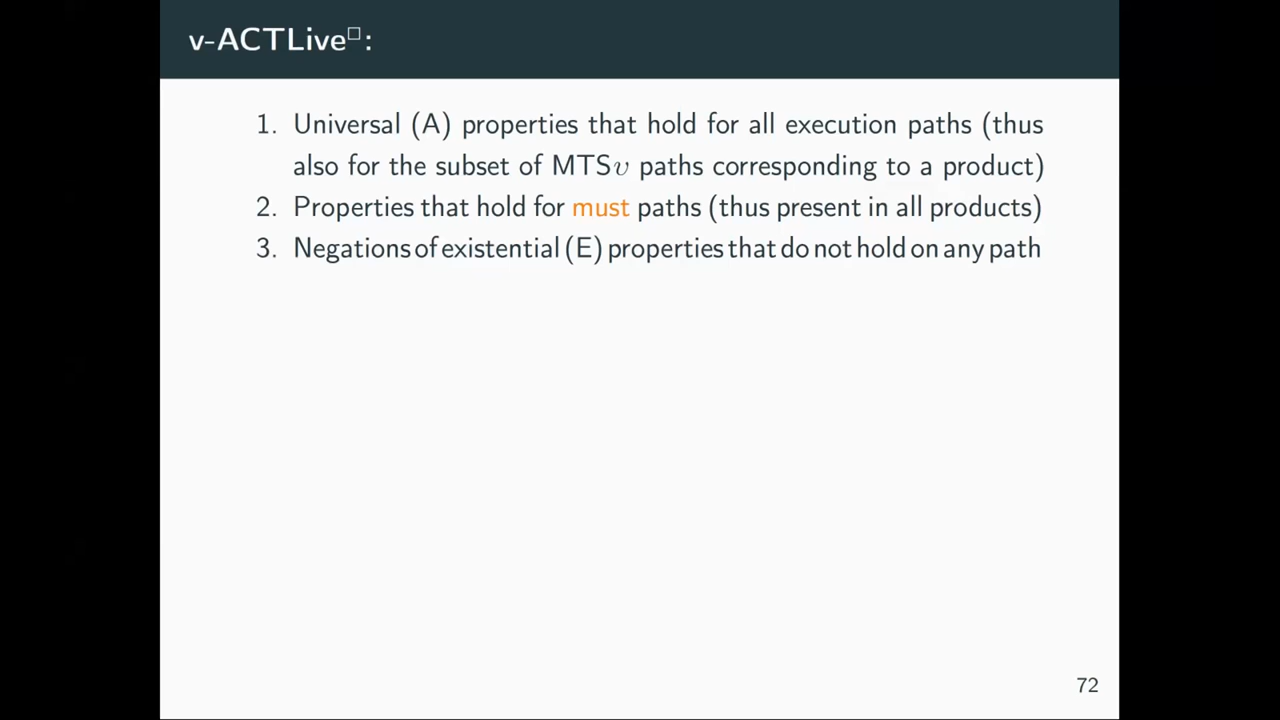 v-ACTLive□:
1. Universal (A) properties that hold for all execution paths (thus
also for the subset of MTSυ paths corresponding to a product)
2. Properties that hold for must paths (thus present in all products)
3. Negations of existential (E) properties that do not hold on any path
72